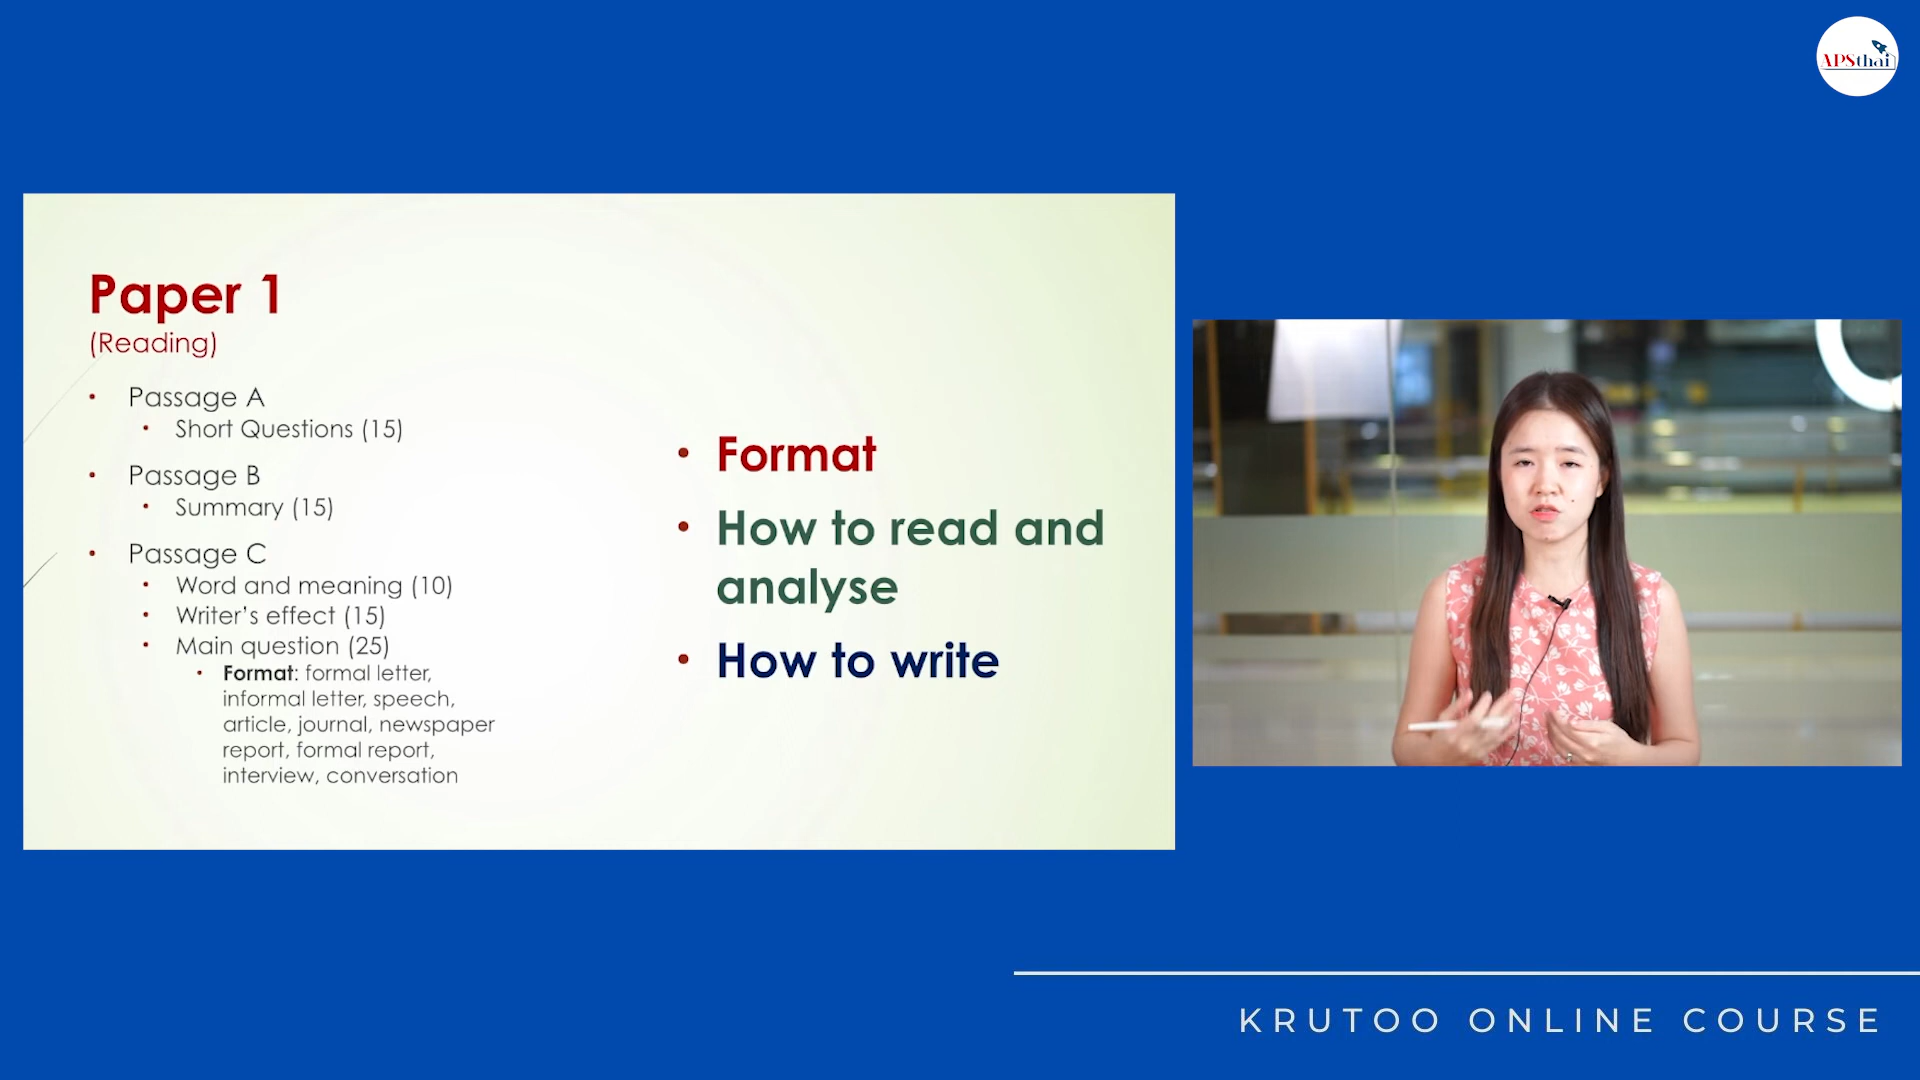 APSthai
Paper 1
(Reading)
• Passage A
• Short Questions (15)
• Passage B
• Summary (15)
• Passage C
• Word and meaning (10)
• Writer's effect (15)
• Main question (25)
• Format: formal letter,
informal letter, speech,
article, journal, newspaper
report, formal report,
interview, conversation
• Format
• How to read and
analyse
• How to write
KRUTOO ONLINE COURSE